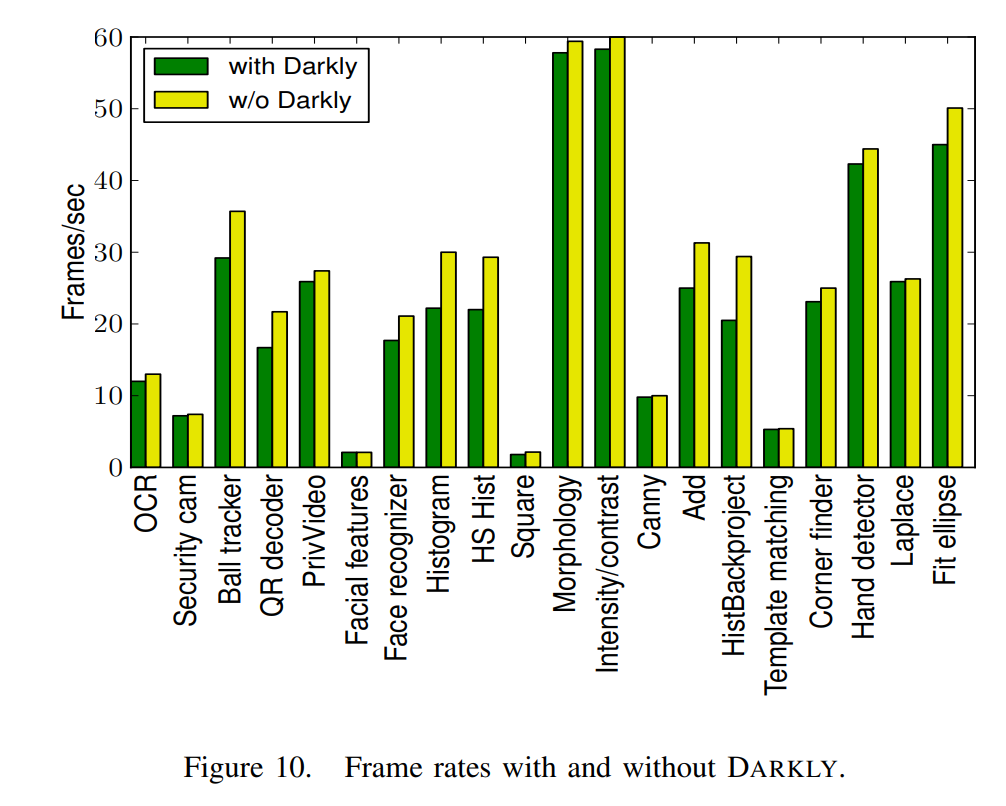 60
50
40
30
20
10
0
Frames/sec
with Darkly
w/o Darkly
OCR
Security cam
Ball tracker
QR decoder
PrivVideo
Facial features
Face recognizer
Histogram
HS Hist
Square
Morphology
Intensity/contrast
Canny
Add
HistBackproject
Template matching
Corner finder
Hand detector
Laplace
Fit ellipse
Figure 10. Frame rates with and without DARKLY.